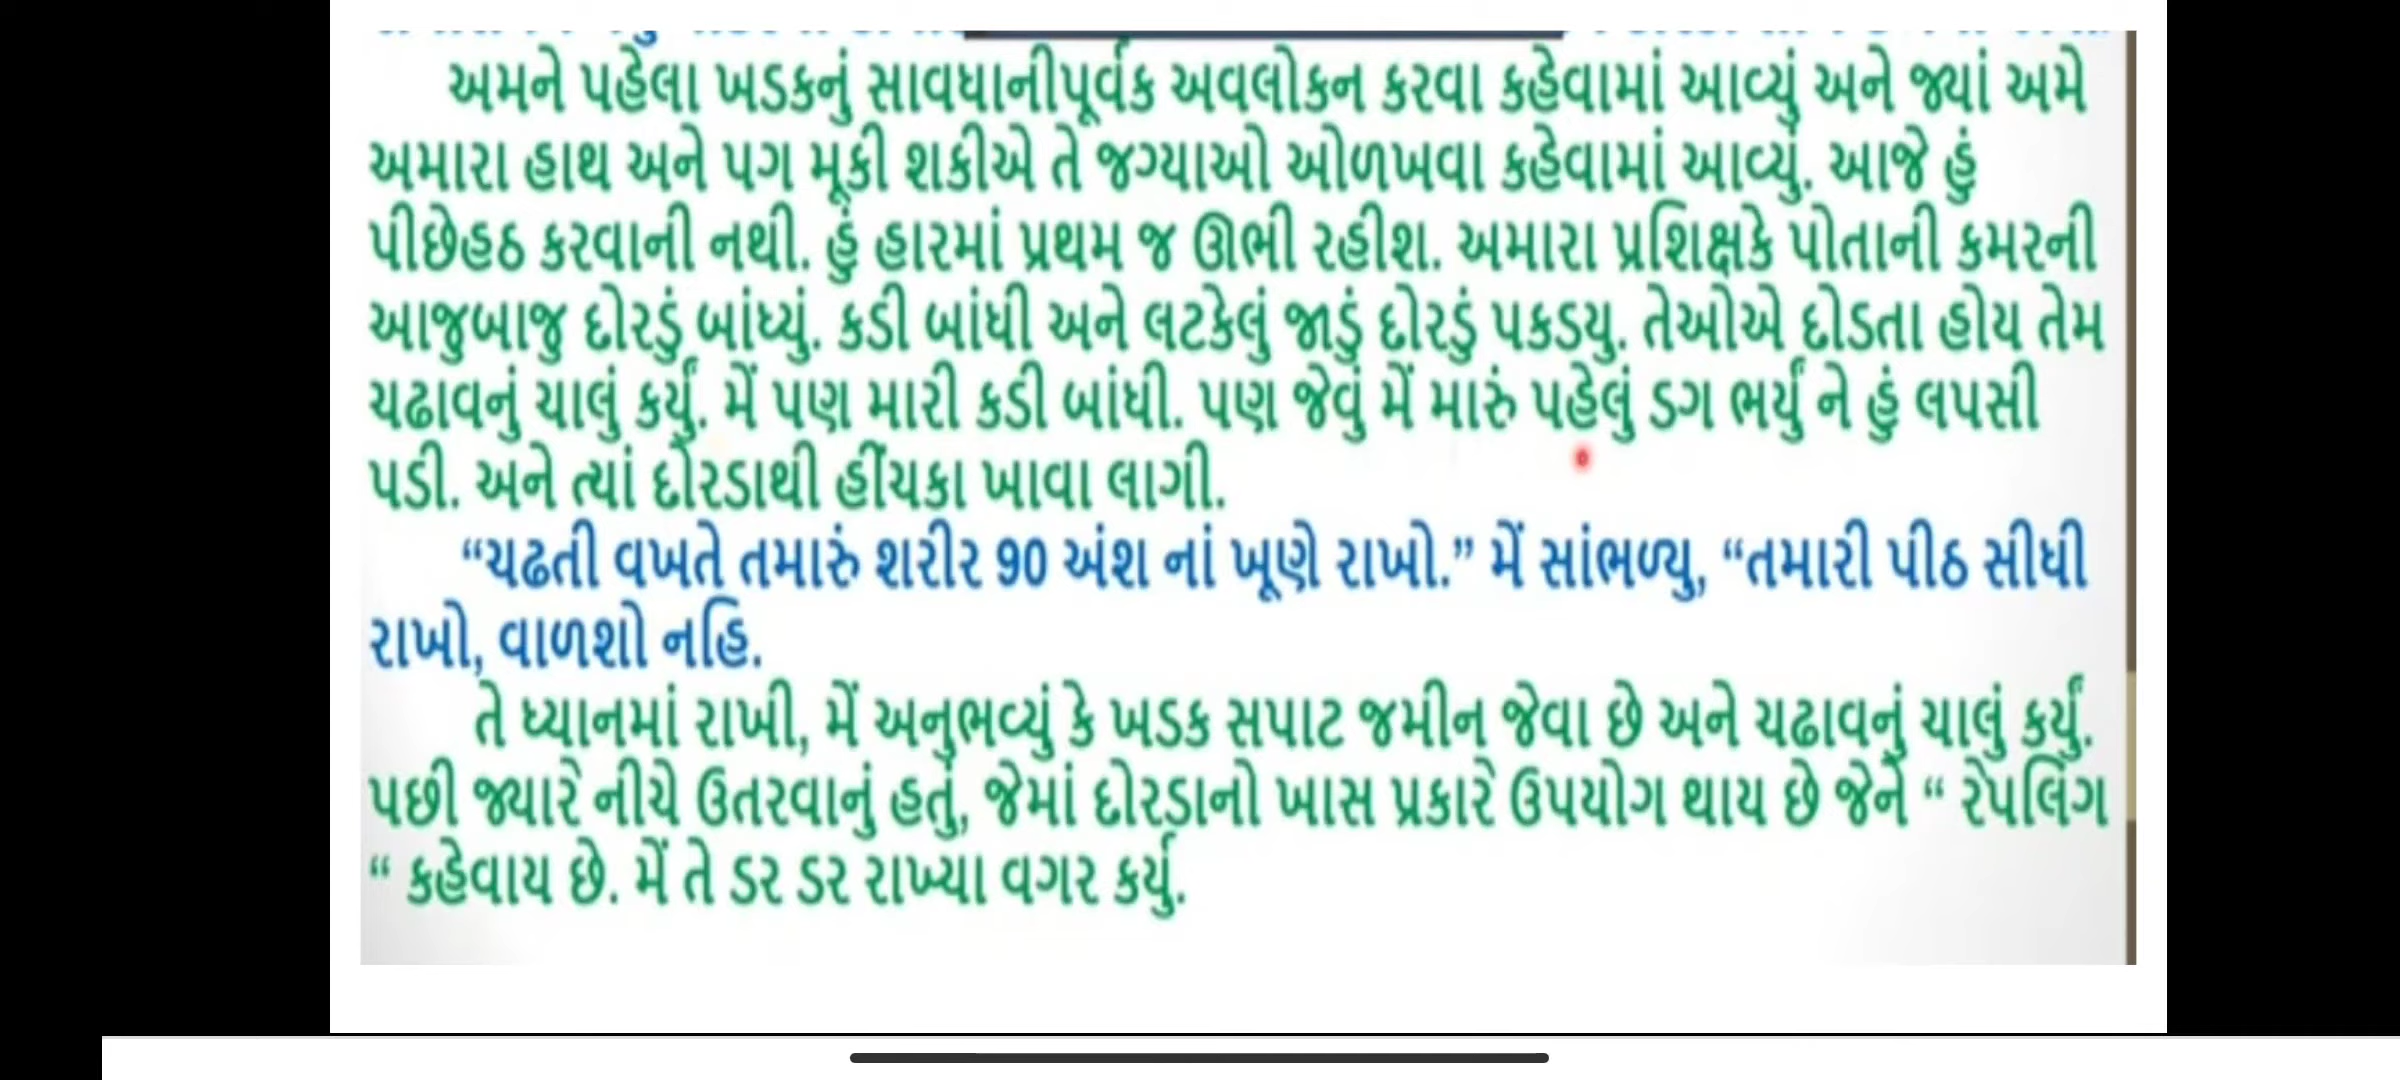 અમને પહેલા ખડકનું સાવધાનીપૂર્વક અવલોકન કરવા કહેવામાં આવ્યું અને જ્યાં અમે
અમારા હાથ અને પગ મૂકી શકીએ તે જગ્યાઓ ઓળખવા કહેવામાં આવ્યું. આજે હું
પીછેહઠ કરવાની નથી. હું હારમાં પ્રથમ જ ઊભી રહીશ. અમારા પ્રશિક્ષકે પોતાની કમરની
આજુબાજુ દોરડું બાંધ્યું. કડી બાંધી અને લટકેલું જાડું દોરડું પકડયુ. તેઓએ દોડતા હોય તેમ
ચઢાવનું ચાલું કર્યું. મેં પણ મારી કડી બાંધી. પણ જેવું મેં મારું પહેલું ડગ ભર્યું ને હું લપસી
પડી. અને ત્યાં દોરડાથી હીંચકા ખાવા લાગી.
“ચઢતી વખતે તમારું શરીર 90 અંશ નાં ખૂણે રાખો.” મેં સાંભળ્યુ, “તમારી પીઠ સીધી
રાખો, વાળશો નહિ.
તે ધ્યાનમાં રાખી, મેં અનુભવ્યું કે ખડક સપાટ જમીન જેવા છે અને ચઢાવનું ચાલું કર્યું.
પછી જ્યારે નીચે ઉતરવાનું હતું, જેમાં દોરડાનો ખાસ પ્રકારે ઉપયોગ થાય છે જેને “ રેપલિંગ
“ કહેવાય છે. મેં તે ડર ડર રાખ્યા વગર કર્યુ.